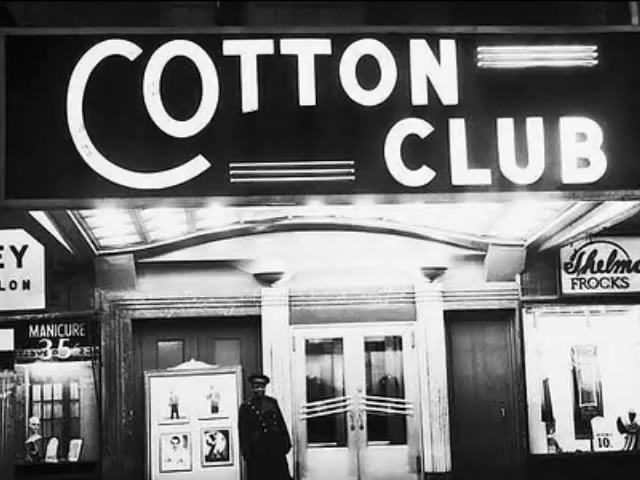 COTTON
CLUB
EY
LON
MANICURE
35¢
Thelma
FROCKS
10.